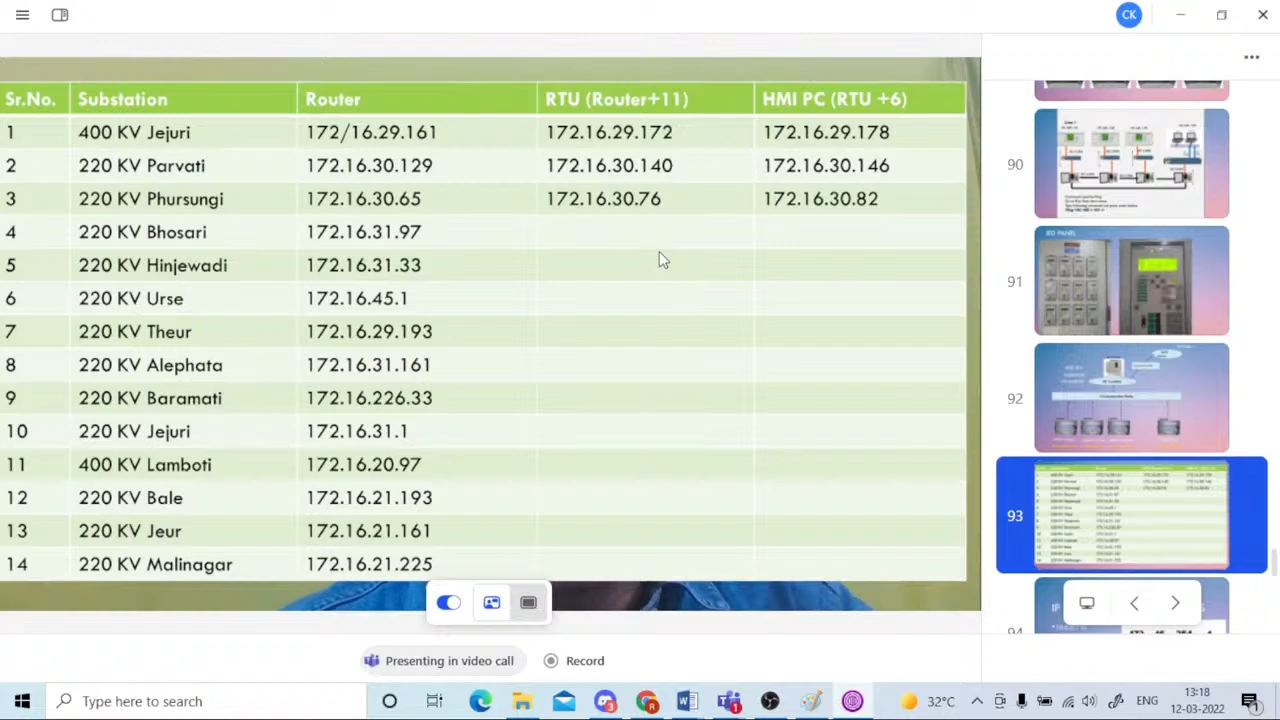 CK
Sr.No. Substation Router RTU (Router+11) HMI PC (RTU +6)
1 400 KV Jejuri 172/16.29.161 172.16.29.172 172.16.29.178
2 220 KV Parvati 172.16.30.129 172.16.30.140 172.16.30.146
3 220 KV Phursungi 172.16.30.65 172.16.30.76 172.16.30.82
4 220 KV Bhosari 172.16.31.97
5 220 KV Hinjewadi 172.16.31.33
6 220 KV Urse 172.16.45.1
7 220 KV Theur 172.16.29.193
8 220 KV Alephata 172.16.31.161
9 220 KV Baramati 172.16.226.33
10 220 KV Jejuri 172.16.31.1
11 400 KV Lamboti 172.16.20.97
12 220 KV Bale 172.16.21.193
13 220 KV Jeur 172.16.21.161
14 220 KV Malinagar
90
IED PANEL
91
92
93
94
Presenting in video call
Record
Type here to search
3
R
1
32°C
ENG
13:18
12-03-2022
1